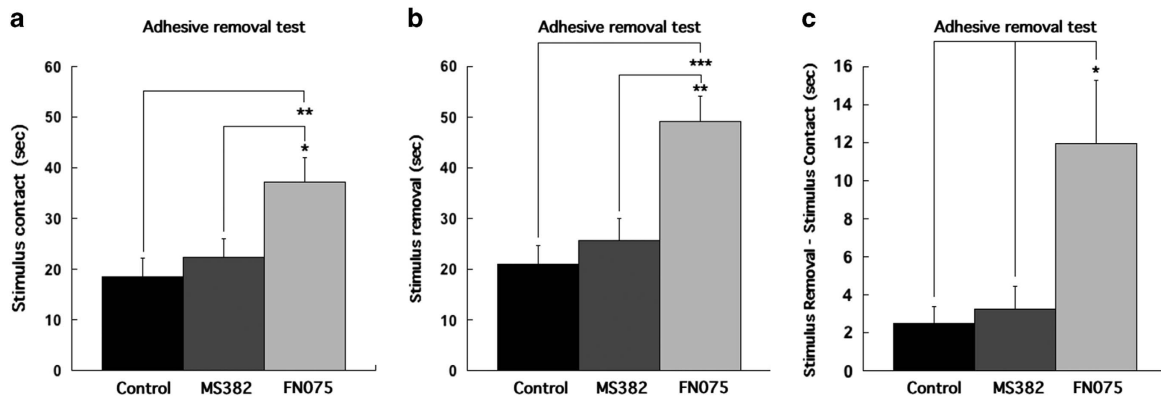 a
Adhesive removal test
Stimulus contact (sec)
60
50
40
30
20
10
0
**
*
Control MS382 FN075
b
Adhesive removal test
Stimulus removal (sec)
60
50
40
30
20
10
0
***
**
Control MS382 FN075
c
Adhesive removal test
Stimulus Removal - Stimulus Contact (sec)
16
14
12
10
8
6
4
2
0
*
Control MS382 FN075